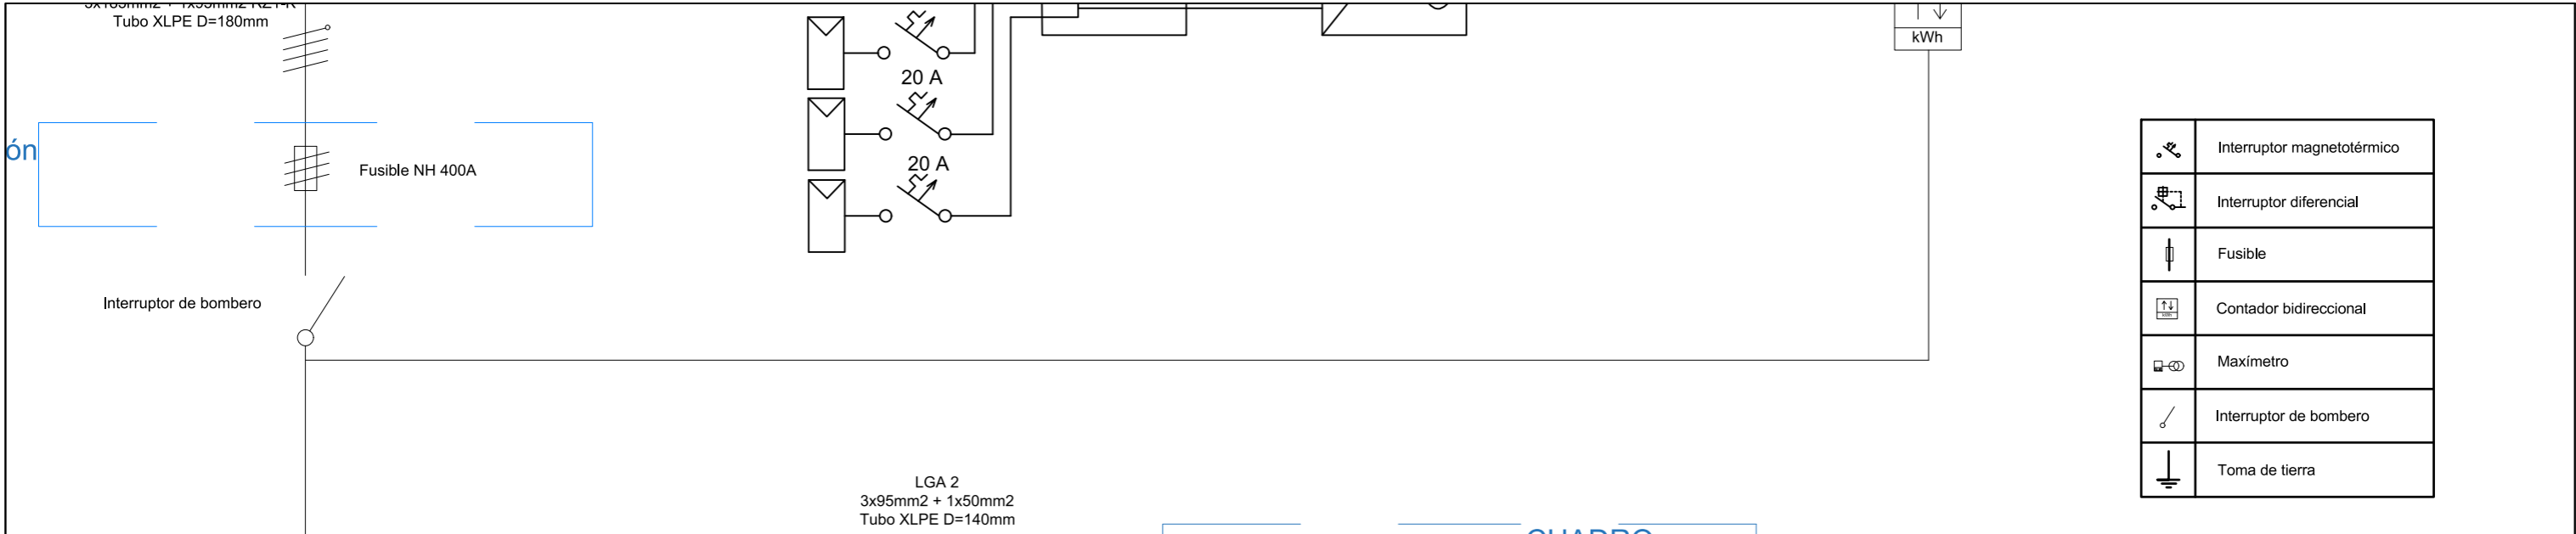 Tubo XLPE D=180mm
20 A
20 A
kWh
ón
Fusible NH 400A
Interruptor de bombero
LGA 2
3x95mm2 + 1x50mm2
Tubo XLPE D=140mm
CUADRO
Interruptor magnetotérmico
Interruptor diferencial
Fusible
Contador bidireccional
Maxímetro
Interruptor de bombero
Toma de tierra